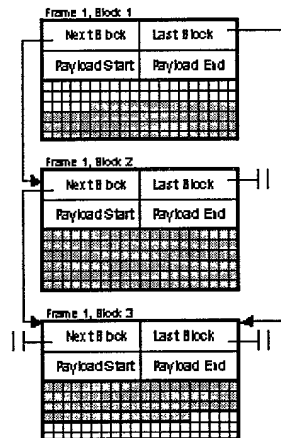 Frame 1, Block 1
Next Block Last Block
Payload Start Payload End
Frame 1, Block 2
Next Block Last Block
Payload Start Payload End
Frame 1, Block 3
Next Block Last Block
Payload Start Payload End